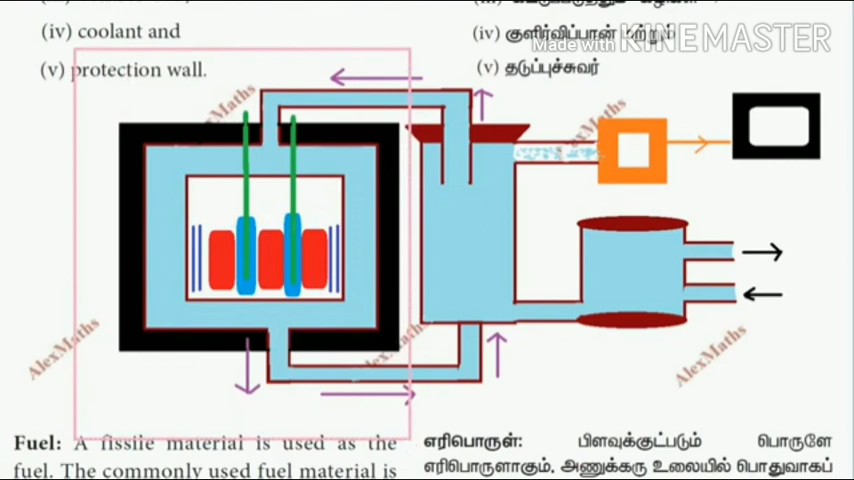 (iv) coolant and
(iv) குளிர்விப்பான் மற்றும்
Made with KINEMASTER
(v) protection wall.
(v) தடுப்புச்சுவர்
AlexMaths
AlexMaths
AlexMaths
AlexMaths
AlexMaths
Fuel: A fissile material is used as the
fuel. The commonly used fuel material is
எரிபொருள்: பிளவுக்குட்படும் பொருளே
எரிபொருளாகும், அணுக்கரு உலையில் பொதுவாகப்